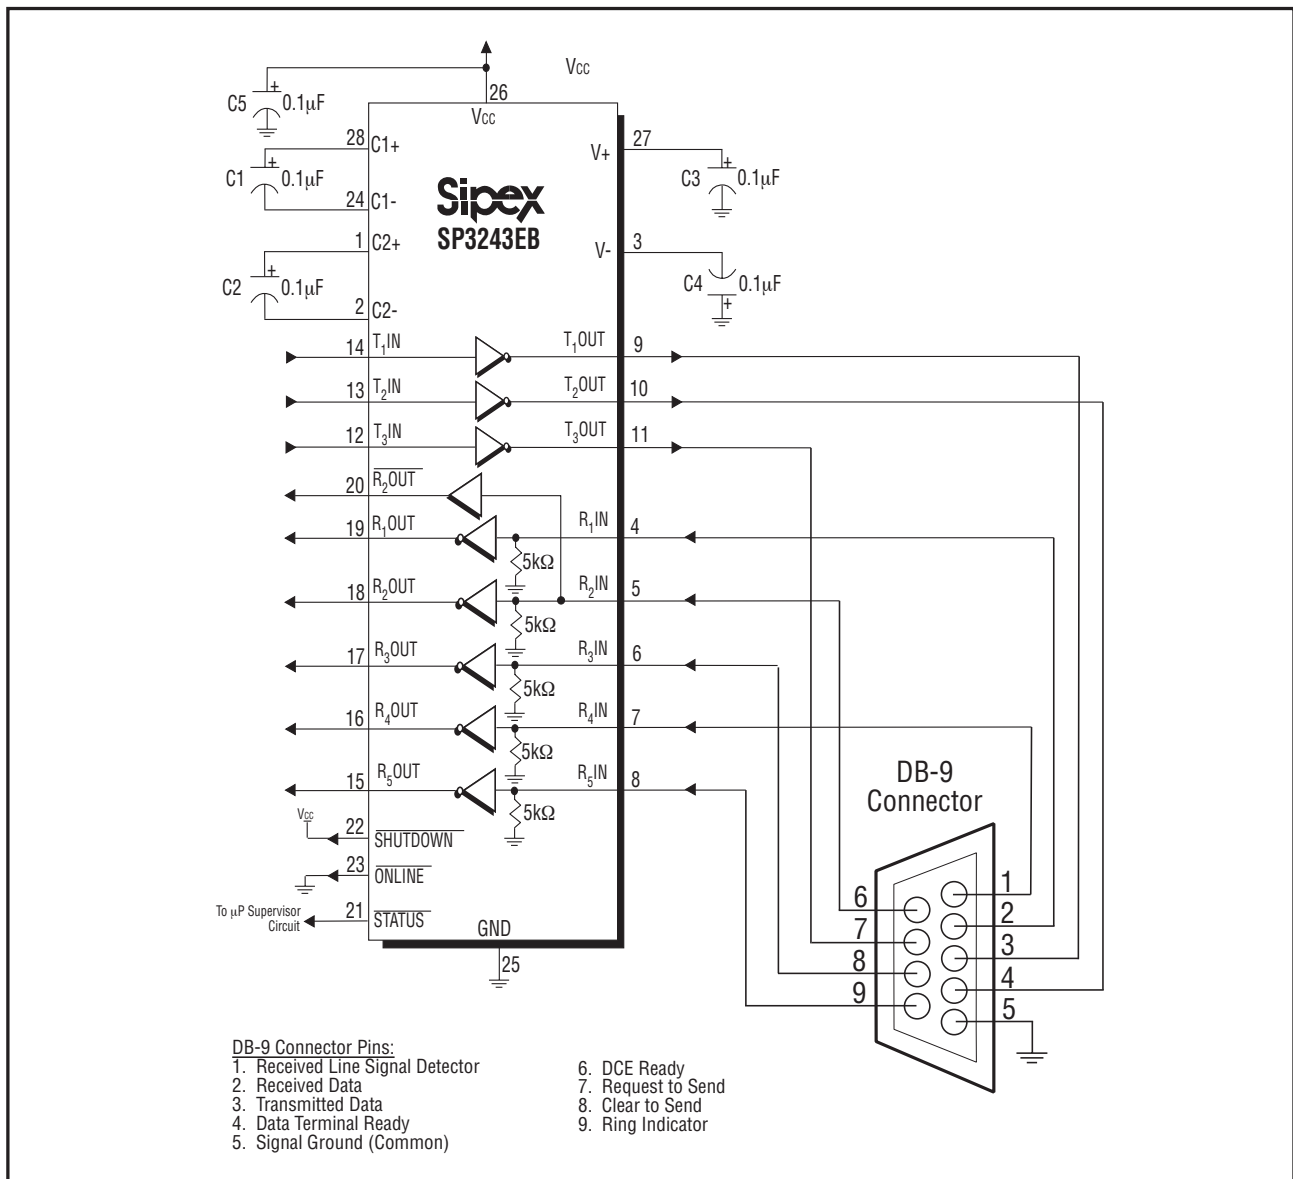 Vcc
26
Vcc
C5
+
0.1μF
28
C1+
C1
+
0.1μF
24
C1-
1
C2+
C2
+
0.1μF
2
C2-
Sipex
SP3243EB
V+
27
C3
+
0.1μF
V-
3
C4
0.1μF
+
14
T₁IN
T₁OUT
9
13
T₂IN
T₂OUT
10
12
T₃IN
T₃OUT
11
20
R₂OUT
19
R₁OUT
R₁IN
4
5kΩ
18
R₂OUT
R₂IN
5
5kΩ
17
R₃OUT
R₃IN
6
5kΩ
16
R₄OUT
R₄IN
7
5kΩ
15
R₅OUT
R₅IN
8
5kΩ
Vcc
22
SHUTDOWN
23
ONLINE
To μP Supervisor
Circuit
21
STATUS
GND
25
DB-9
Connector
6
7
8
9
1
2
3
4
5
DB-9 Connector Pins:
1. Received Line Signal Detector
2. Received Data
3. Transmitted Data
4. Data Terminal Ready
5. Signal Ground (Common)
6. DCE Ready
7. Request to Send
8. Clear to Send
9. Ring Indicator